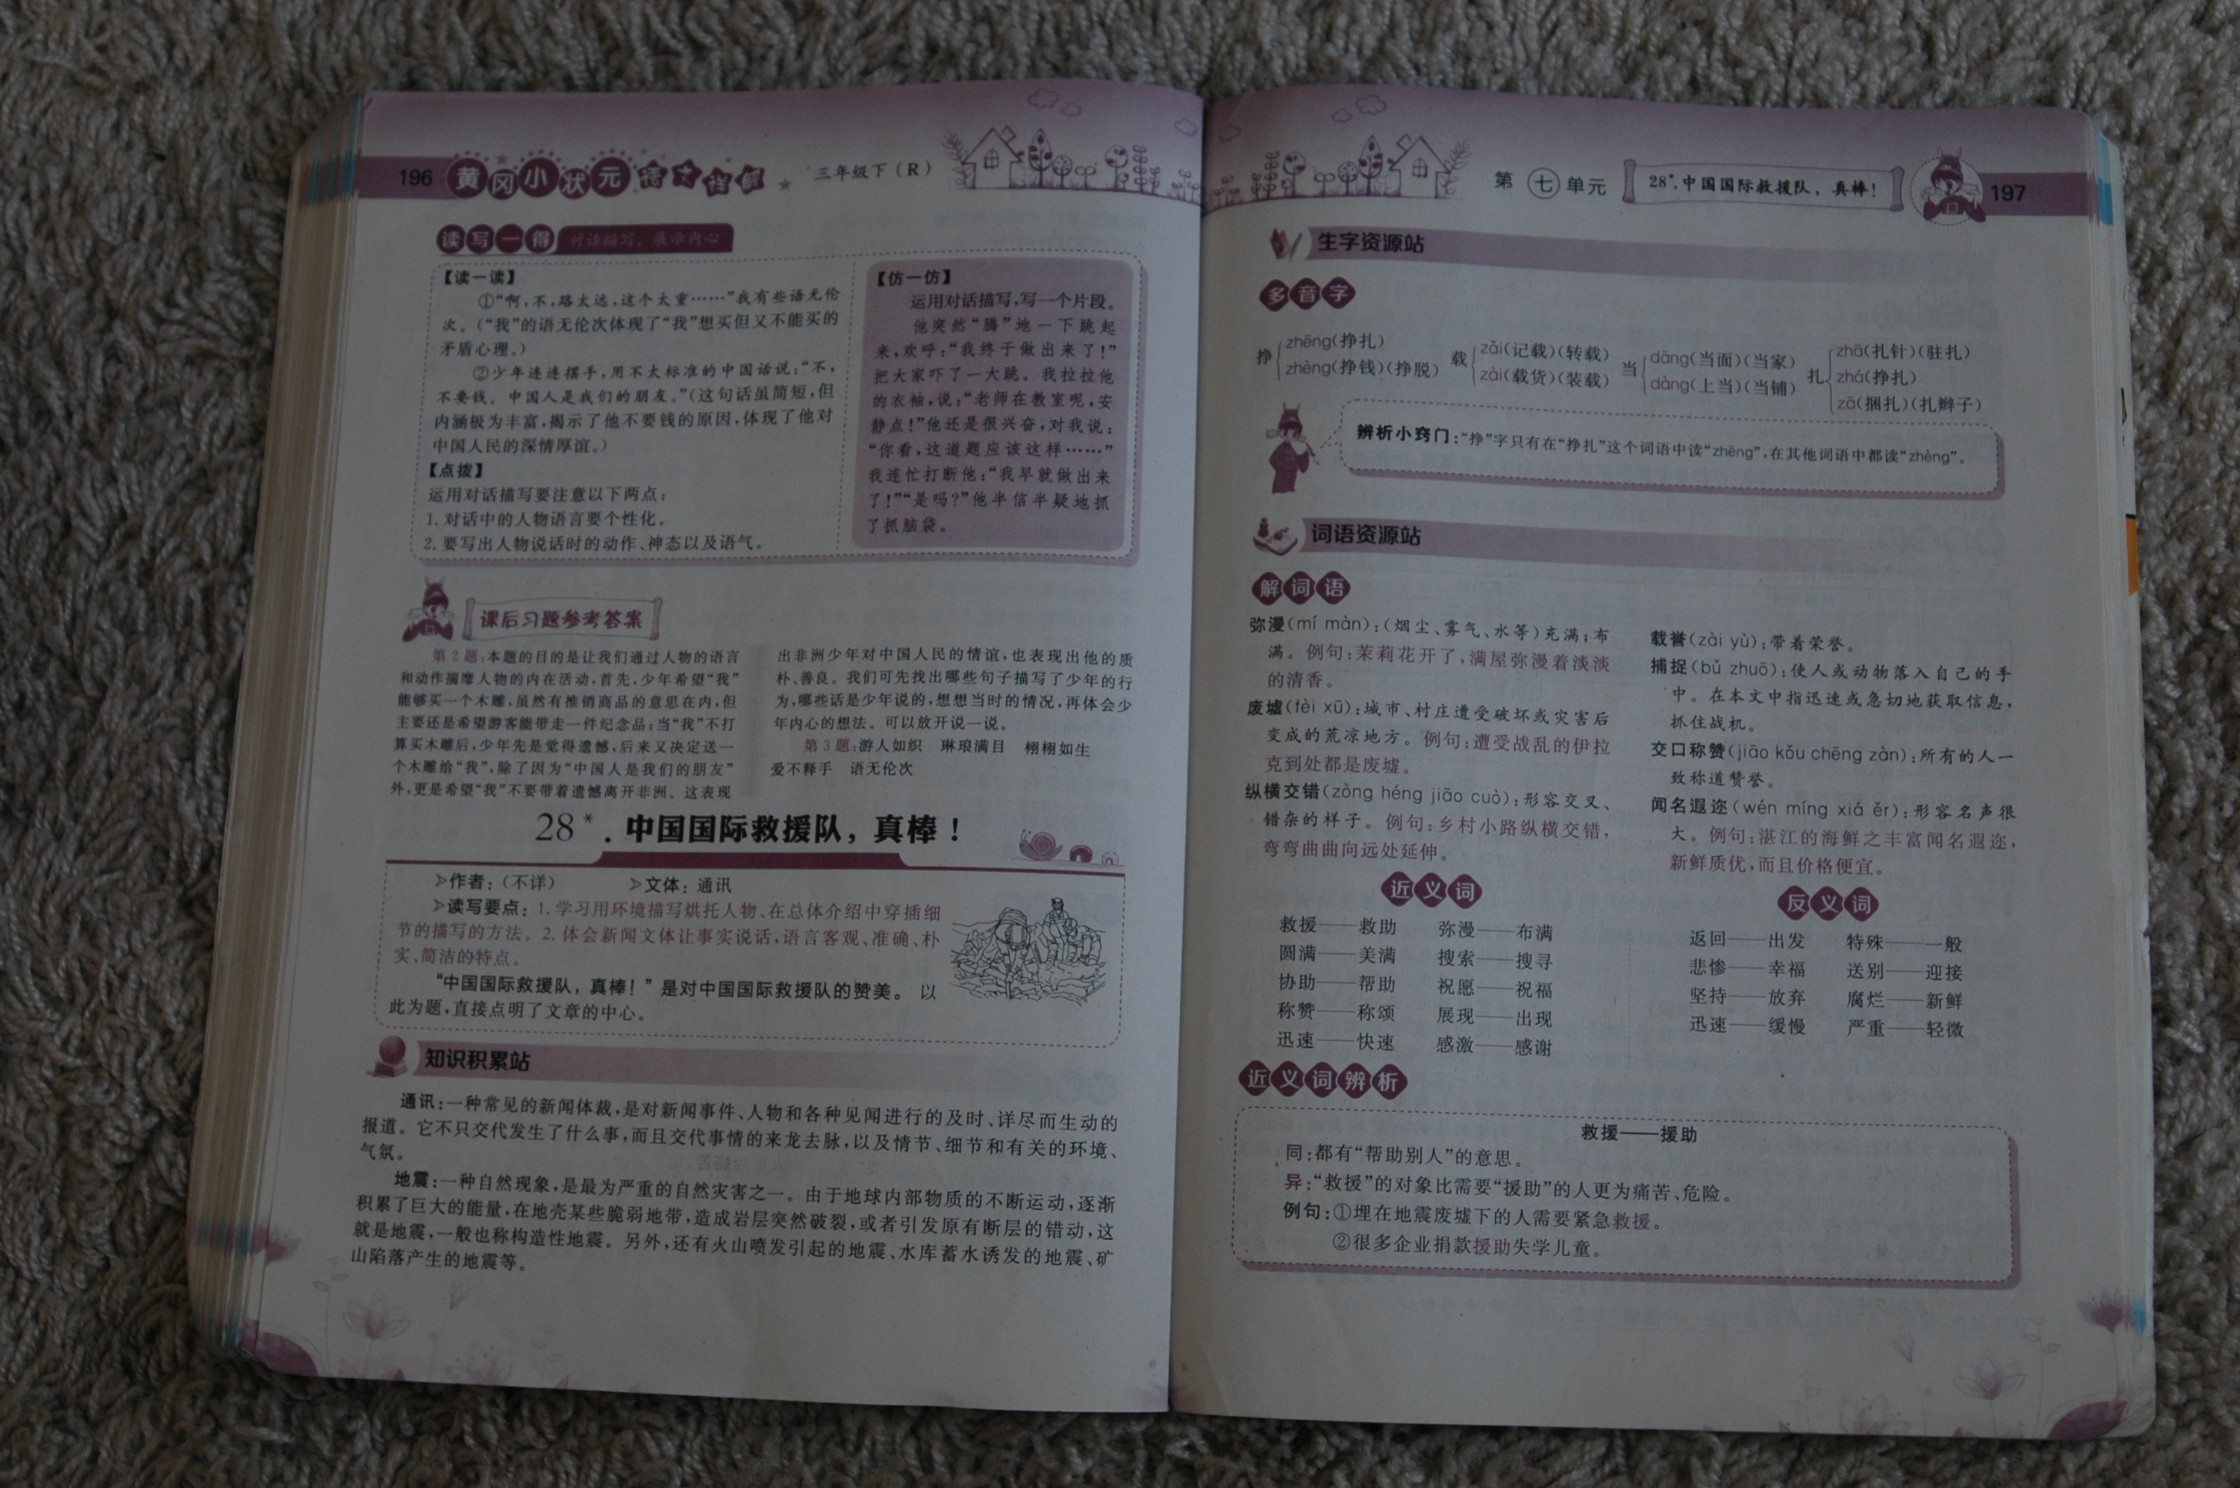 196 黄冈小状元 三年级下(R)
读写一得 对话描写,展示内心
【读一读】
①“啊,不,路太远,这个太重……”我有些语无伦
次。(“我”的语无伦次体现了“我”想买但又不能买的
矛盾心理。)
②少年连连摆手,用不太标准的中国话说:“不,
不要钱。中国人是我们的朋友。”(这句话虽简短,但
内涵极为丰富,揭示了他不要钱的原因,体现了他对
中国人民的深情厚谊。)
【点拨】
运用对话描写要注意以下两点:
1.对话中的人物语言要个性化。
2.要写出人物说话时的动作、神态以及语气。
【仿一仿】
运用对话描写,写一个片段。
他突然“腾”地一下跳起
来,欢呼:“我终于做出来了!”
把大家吓了一大跳。我拉拉他
的衣袖,说:“老师在教室呢,安
静点!”他还是很兴奋,对我说:
“你看,这道题应该这样……”
我连忙打断他:“我早就做出来
了!”“是吗?”他半信半疑地抓
了抓脑袋。
课后习题参考答案
第2题:本题的目的是让我们通过人物的语言
和动作揣摩人物的内在活动,首先,少年希望“我”
能够买一个木雕,虽然有推销商品的意思在内,但
主要还是希望游客能带走一件纪念品;当“我”不打
算买木雕后,少年先是觉得遗憾,后来又决定送一
个木雕给“我”,除了因为“中国人是我们的朋友”
外,更是希望“我”不要带着遗憾离开非洲。这表现
出非洲少年对中国人民的情谊,也表现出他的质
朴、善良。我们可先找出哪些句子描写了少年的行
为,哪些话是少年说的,想想当时的情况,再体会少
年内心的想法。可以放开说一说。
第3题:游人如织 琳琅满目 栩栩如生
爱不释手 语无伦次
28*.中国国际救援队,真棒!
>作者:(不详) >文体:通讯
>读写要点:1.学习用环境描写烘托人物、在总体介绍中穿插细
节的描写的方法。2.体会新闻文体让事实说话,语言客观、准确、朴
实、简洁的特点。
“中国国际救援队,真棒!”是对中国国际救援队的赞美。以
此为题,直接点明了文章的中心。
知识积累站
通讯:一种常见的新闻体裁,是对新闻事件、人物和各种见闻进行的及时、详尽而生动的
报道。它不只交代发生了什么事,而且交代事情的来龙去脉,以及情节、细节和有关的环境、
气氛。
地震:一种自然现象,是最为严重的自然灾害之一。由于地球内部物质的不断运动,逐渐
积累了巨大的能量,在地壳某些脆弱地带,造成岩层突然破裂,或者引发原有断层的错动,这
就是地震,一般也称构造性地震。另外,还有火山喷发引起的地震、水库蓄水诱发的地震、矿
山陷落产生的地震等。
第七单元 28*.中国国际救援队,真棒! 197
生字资源站
多音字
挣{zhēng(挣扎) zhèng(挣钱)(挣脱)
载{zǎi(记载)(转载) zài(载货)(装载)
当{dāng(当面)(当家) dàng(上当)(当铺)
扎{zhā(扎针)(驻扎) zhá(挣扎) zā(捆扎)(扎辫子)
辨析小窍门:“挣”字只有在“挣扎”这个词语中读“zhēng”,在其他词语中都读“zhèng”。
词语资源站
解词语
弥漫(mí màn):(烟尘、雾气、水等)充满;布
满。例句:茉莉花开了,满屋弥漫着淡淡
的清香。
废墟(fèi xū):城市、村庄遭受破坏或灾害后
变成的荒凉地方。例句:遭受战乱的伊拉
克到处都是废墟。
纵横交错(zòng héng jiāo cuò):形容交叉、
错杂的样子。例句:乡村小路纵横交错,
弯弯曲曲向远处延伸。
载誉(zài yù):带着荣誉。
捕捉(bǔ zhuō):使人或动物落入自己的手
中。在本文中指迅速或急切地获取信息,
抓住战机。
交口称赞(jiāo kǒu chēng zàn):所有的人一
致称道赞誉。
闻名遐迩(wén míng xiá ěr):形容名声很
大。例句:湛江的海鲜之丰富闻名遐迩,
新鲜质优,而且价格便宜。
近义词
救援——救助 弥漫——布满
圆满——美满 搜索——搜寻
协助——帮助 祝愿——祝福
称赞——称颂 展现——出现
迅速——快速 感激——感谢
反义词
返回——出发 特殊——一般
悲惨——幸福 送别——迎接
坚持——放弃 腐烂——新鲜
迅速——缓慢 严重——轻微
近义词辨析
救援——援助
同:都有“帮助别人”的意思。
异:“救援”的对象比需要“援助”的人更为痛苦、危险。
例句:①埋在地震废墟下的人需要紧急救援。
②很多企业捐款援助失学儿童。